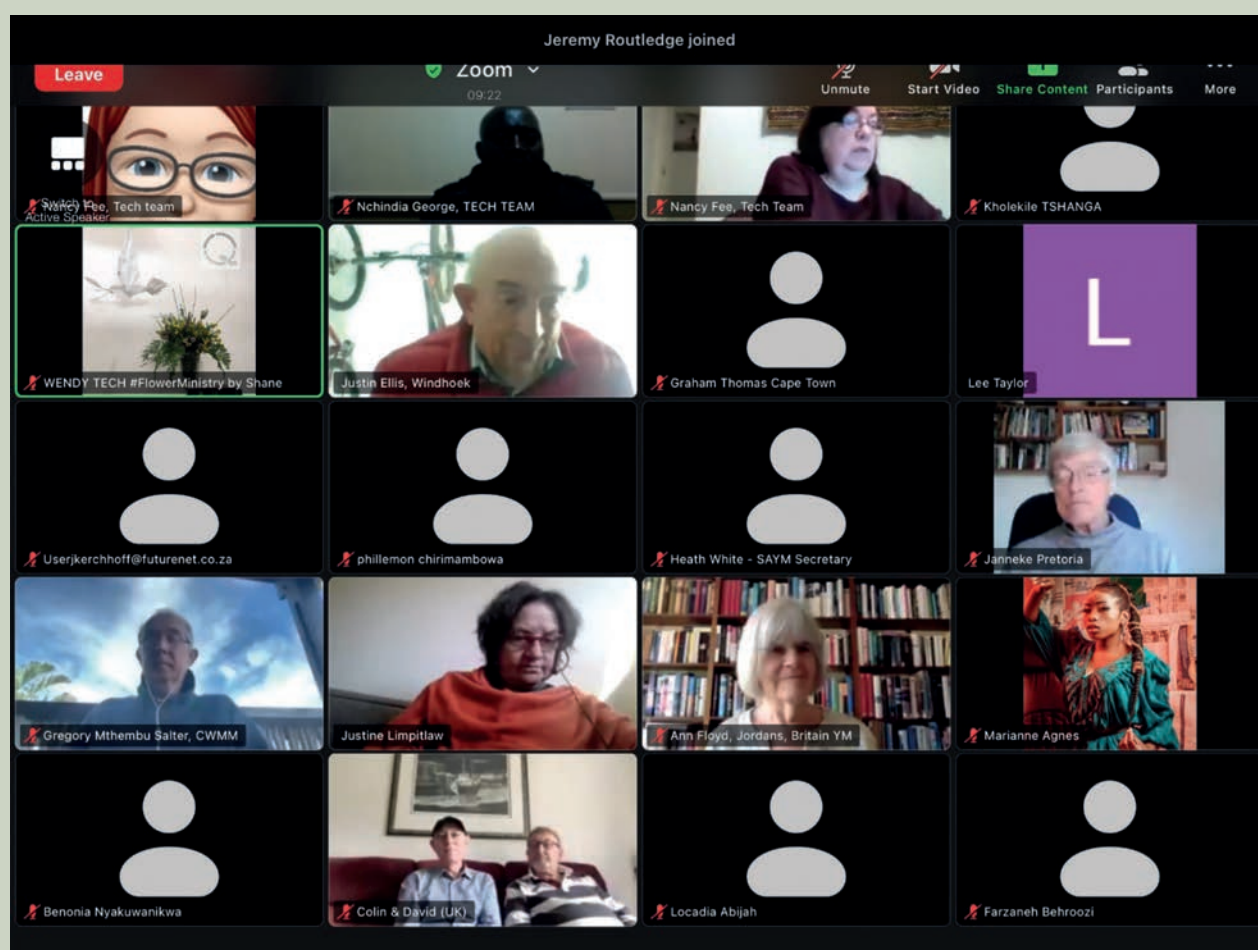 Jeremy Routledge joined
Leave
Zoom
09:22
Unmute
Start Video
Share Content
Participants
More
Switch to
Active Speaker
Nancy Fee, Tech team
Nchindia George, TECH TEAM
Nancy Fee, Tech Team
Kholekile TSHANGA
Q
WENDY TECH #FlowerMinistry by Shane
Justin Ellis, Windhoek
Graham Thomas Cape Town
L
Lee Taylor
Userjkerchhoff@futurenet.co.za
phillemon chirimambowa
Heath White - SAYM Secretary
Janneke Pretoria
Gregory Mthembu Salter, CWMM
Justine Limpitlaw
Ann Floyd, Jordans, Britain YM
Marianne Agnes
Benonia Nyakuwanikwa
Colin & David (UK)
Locadia Abijah
Farzaneh Behroozi